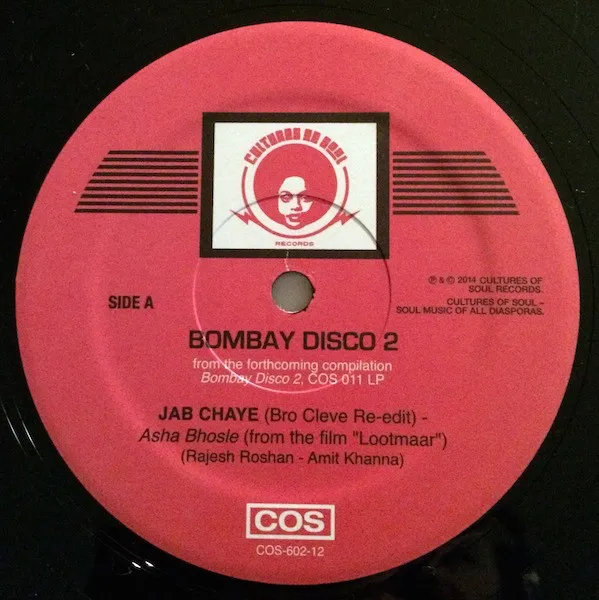 CULTURES OF SOUL
RECORDS
℗ & © 2014 CULTURES OF
SOUL RECORDS.
CULTURES OF SOUL –
SOUL MUSIC OF ALL DIASPORAS.
SIDE A
BOMBAY DISCO 2
from the forthcoming compilation
Bombay Disco 2, COS 011 LP
JAB CHAYE (Bro Cleve Re-edit) -
Asha Bhosle (from the film "Lootmaar")
(Rajesh Roshan - Amit Khanna)
COS
COS-602-12